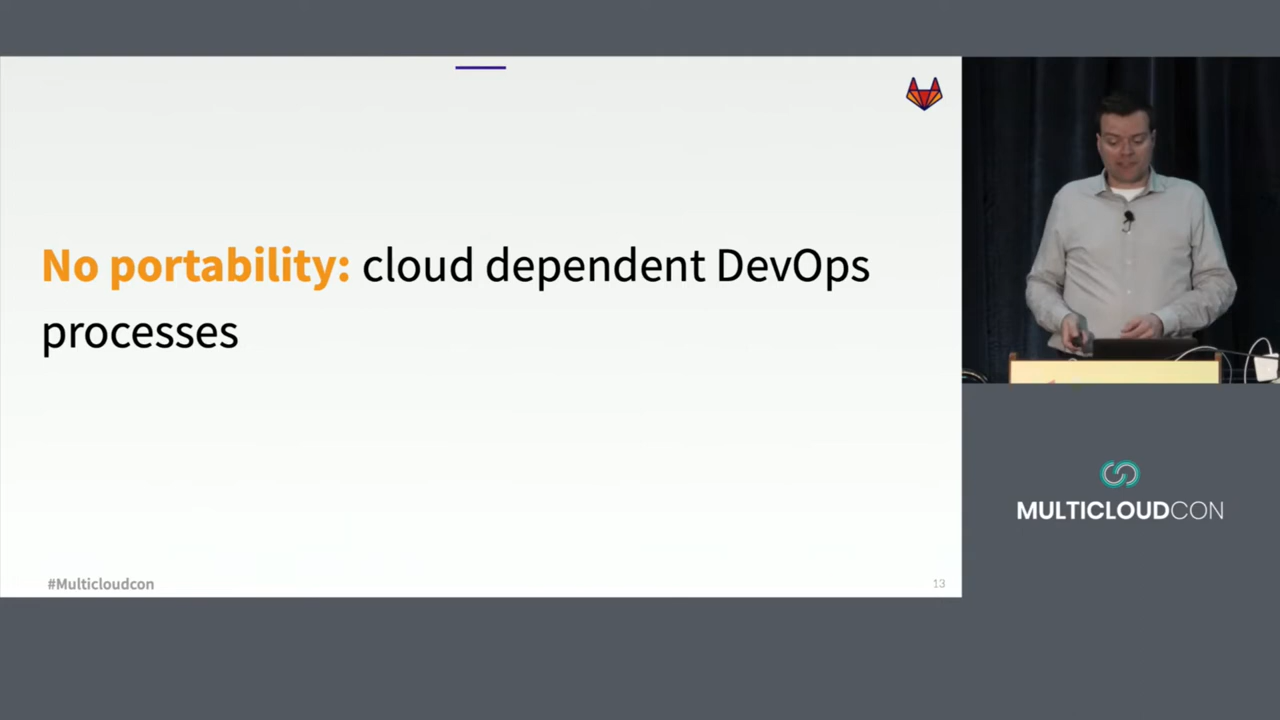 No portability: cloud dependent DevOps
processes
#Multicloudcon
13
MULTICLOUDCON